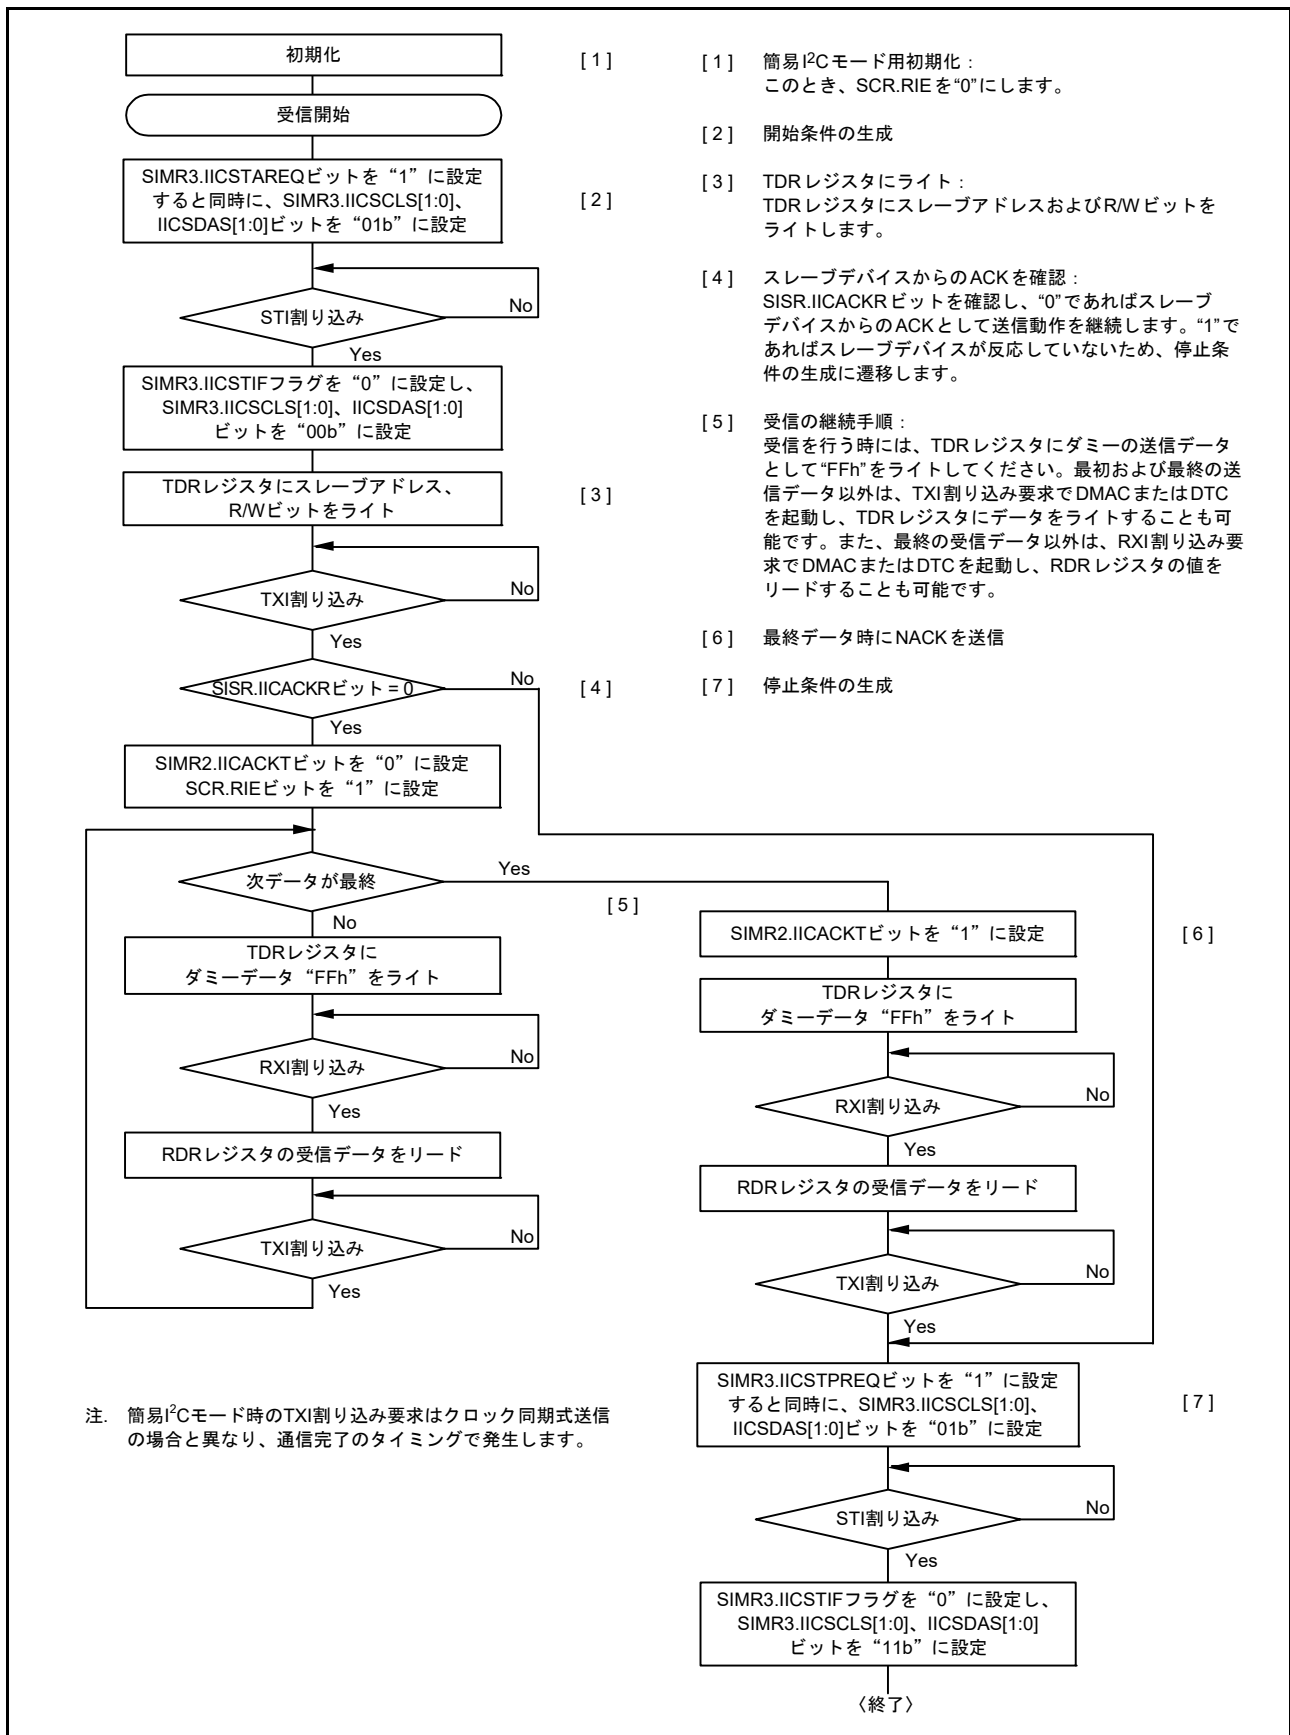 初期化
[ 1 ]
受信開始
SIMR3.IICSTAREQビットを“1”に設定
すると同時に、SIMR3.IICSCLS[1:0]、
IICSDAS[1:0]ビットを“01b”に設定
[ 2 ]
STI割り込み
No
Yes
SIMR3.IICSTIFフラグを“0”に設定し、
SIMR3.IICSCLS[1:0]、IICSDAS[1:0]
ビットを“00b”に設定
TDRレジスタにスレーブアドレス、
R/Wビットをライト
[ 3 ]
TXI割り込み
No
Yes
SISR.IICACKRビット = 0
No
[ 4 ]
Yes
SIMR2.IICACKTビットを“0”に設定
SCR.RIEビットを“1”に設定
次データが最終
Yes
[ 5 ]
No
TDRレジスタに
ダミーデータ“FFh”をライト
RXI割り込み
No
Yes
RDRレジスタの受信データをリード
TXI割り込み
No
Yes
SIMR2.IICACKTビットを“1”に設定
[ 6 ]
TDRレジスタに
ダミーデータ“FFh”をライト
RXI割り込み
No
Yes
RDRレジスタの受信データをリード
TXI割り込み
No
Yes
SIMR3.IICSTPREQビットを“1”に設定
すると同時に、SIMR3.IICSCLS[1:0]、
IICSDAS[1:0]ビットを“01b”に設定
[ 7 ]
STI割り込み
No
Yes
SIMR3.IICSTIFフラグを“0”に設定し、
SIMR3.IICSCLS[1:0]、IICSDAS[1:0]
ビットを“11b”に設定
〈終了〉
[ 1 ] 簡易I²Cモード用初期化：
このとき、SCR.RIEを“0”にします。
[ 2 ] 開始条件の生成
[ 3 ] TDRレジスタにライト：
TDRレジスタにスレーブアドレスおよびR/Wビットを
ライトします。
[ 4 ] スレーブデバイスからのACKを確認：
SISR.IICACKRビットを確認し、“0”であればスレーブ
デバイスからのACKとして送信動作を継続します。“1”で
あればスレーブデバイスが反応していないため、停止条
件の生成に遷移します。
[ 5 ] 受信の継続手順：
受信を行う時には、TDRレジスタにダミーの送信データ
として“FFh”をライトしてください。最初および最終の送
信データ以外は、TXI割り込み要求でDMACまたはDTC
を起動し、TDRレジスタにデータをライトすることも可
能です。また、最終の受信データ以外は、RXI割り込み要
求でDMACまたはDTCを起動し、RDRレジスタの値を
リードすることも可能です。
[ 6 ] 最終データ時にNACKを送信
[ 7 ] 停止条件の生成
注. 簡易I²Cモード時のTXI割り込み要求はクロック同期式送信
の場合と異なり、通信完了のタイミングで発生します。